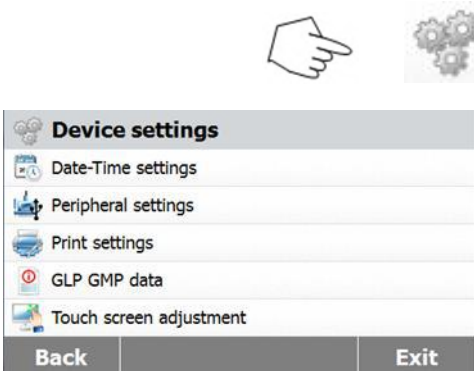 Device settings
Date-Time settings
Peripheral settings
Print settings
GLP GMP data
Touch screen adjustment
Back Exit